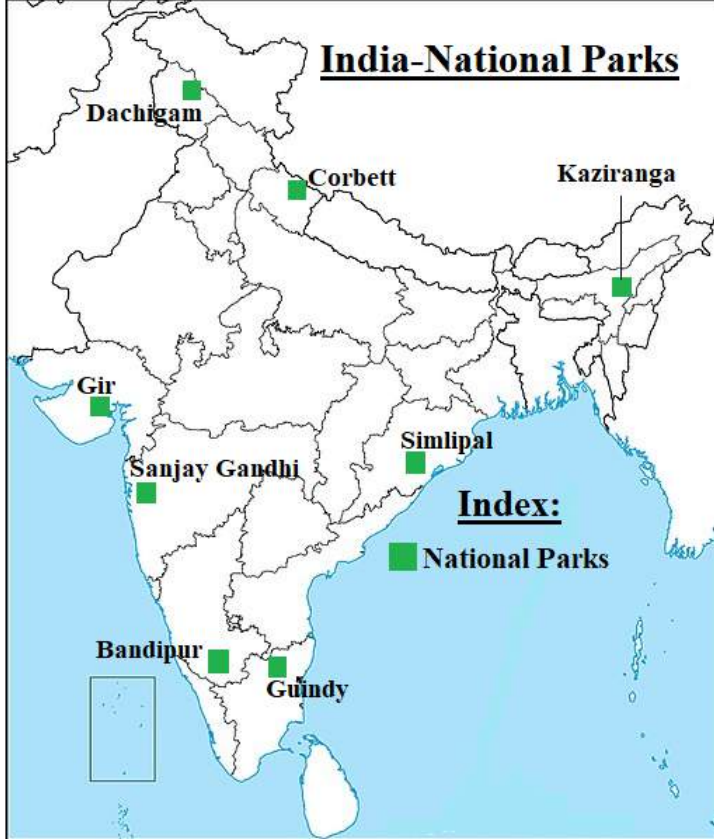 India-National Parks
Dachigam
Corbett
Kaziranga
Gir
Simlipal
Sanjay Gandhi
Index:
National Parks
Bandipur
Guindy